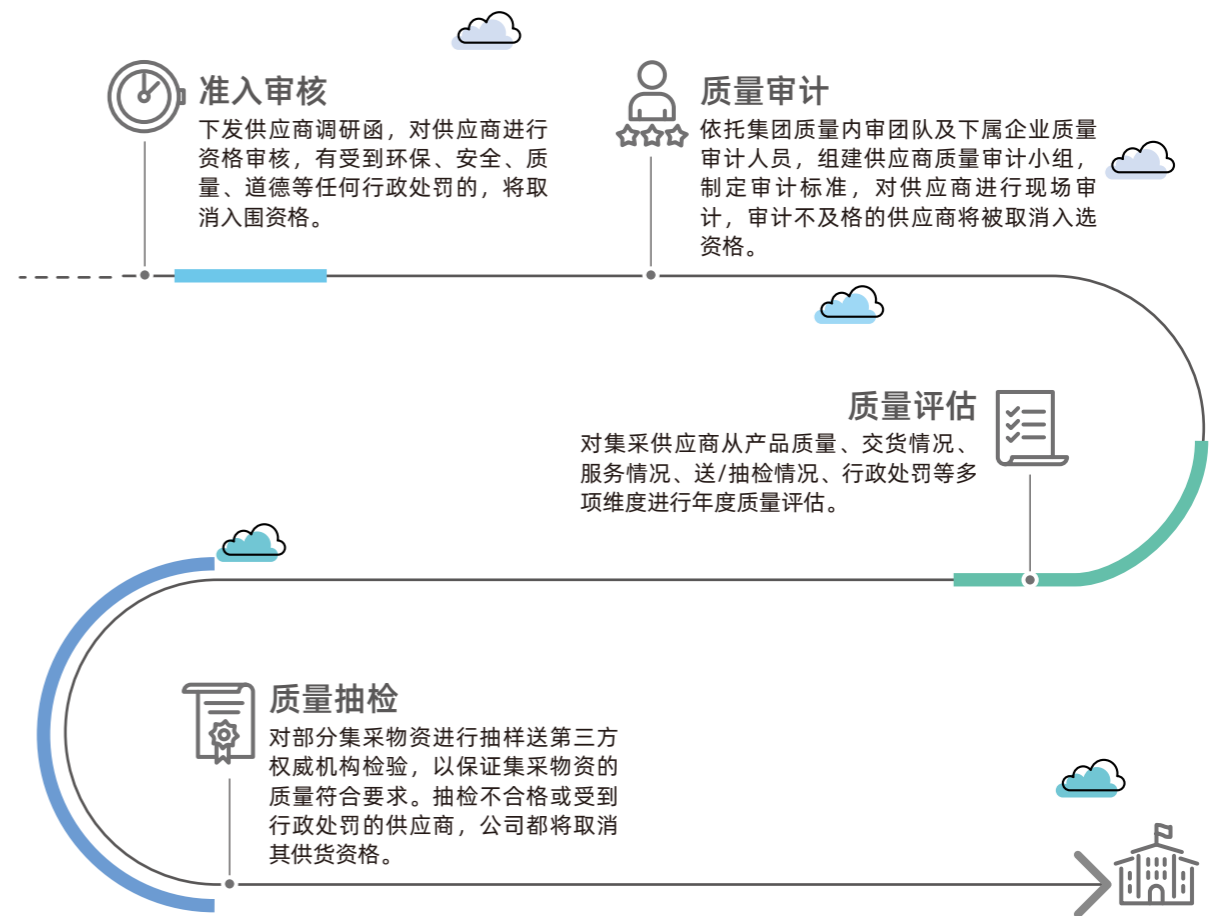 准入审核
下发供应商调研函，对供应商进行
资格审核，有受到环保、安全、质
量、道德等任何行政处罚的，将取
消入围资格。
质量审计
依托集团质量内审团队及下属企业质量
审计人员，组建供应商质量审计小组，
制定审计标准，对供应商进行现场审
计，审计不及格的供应商将被取消入选
资格。
质量评估
对集采供应商从产品质量、交货情况、
服务情况、送/抽检情况、行政处罚等多
项维度进行年度质量评估。
质量抽检
对部分集采物资进行抽样送第三方
权威机构检验，以保证集采物资的
质量符合要求。抽检不合格或受到
行政处罚的供应商，公司都将取消
其供货资格。